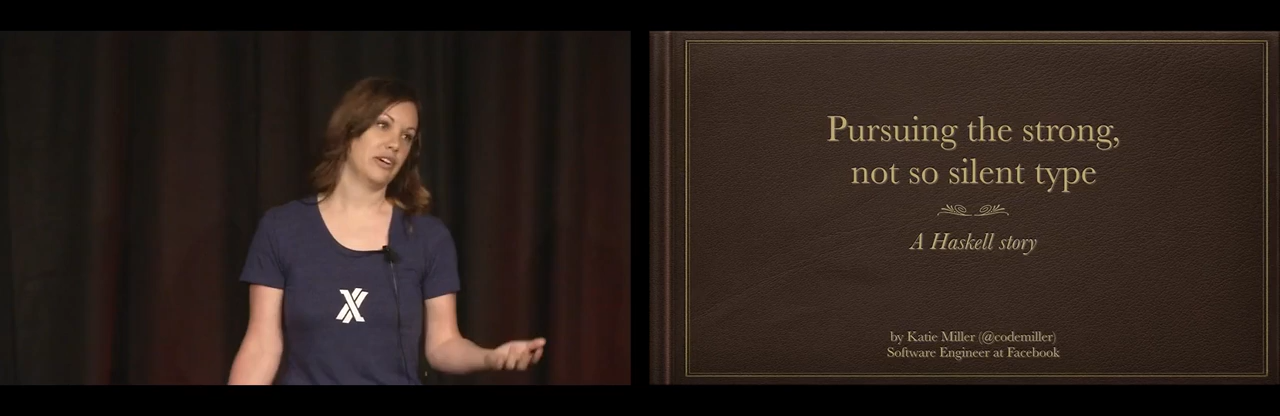 Pursuing the strong,
not so silent type
A Haskell story
by Katie Miller (@codemiller)
Software Engineer at Facebook